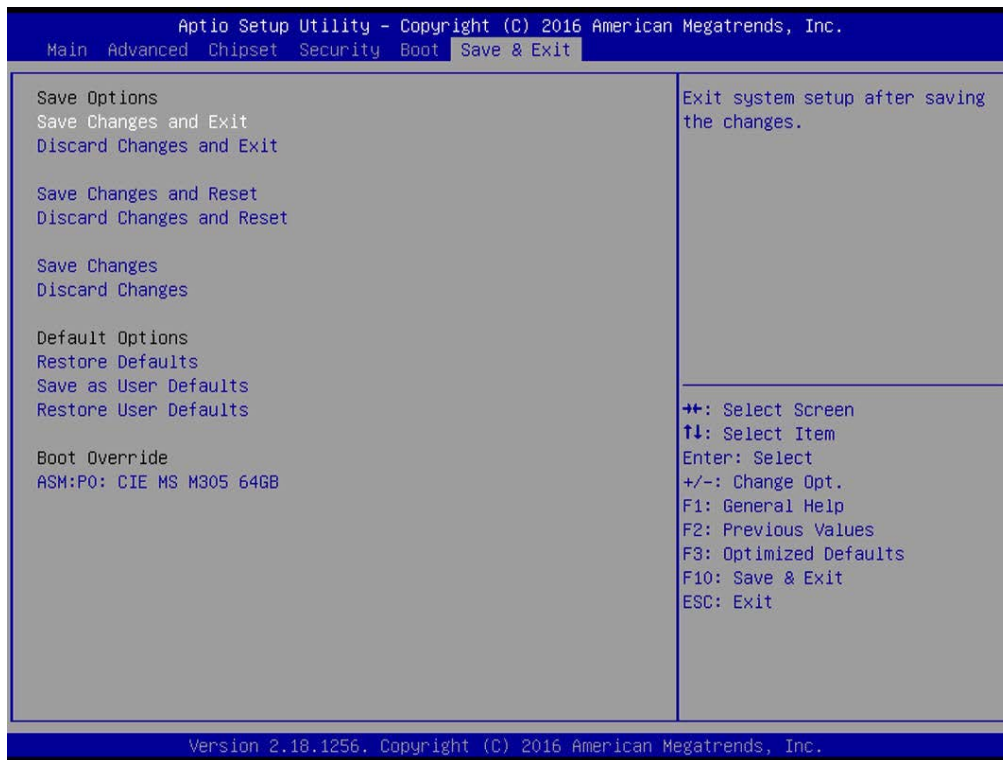 Aptio Setup Utility – Copyright (C) 2016 American Megatrends, Inc.
Main Advanced Chipset Security Boot Save & Exit
Save Options
Save Changes and Exit
Discard Changes and Exit
Save Changes and Reset
Discard Changes and Reset
Save Changes
Discard Changes
Default Options
Restore Defaults
Save as User Defaults
Restore User Defaults
Boot Override
ASM:P0: CIE MS M305 64GB
Exit system setup after saving
the changes.
→←: Select Screen
↑↓: Select Item
Enter: Select
+/-: Change Opt.
F1: General Help
F2: Previous Values
F3: Optimized Defaults
F10: Save & Exit
ESC: Exit
Version 2.18.1256. Copyright (C) 2016 American Megatrends, Inc.